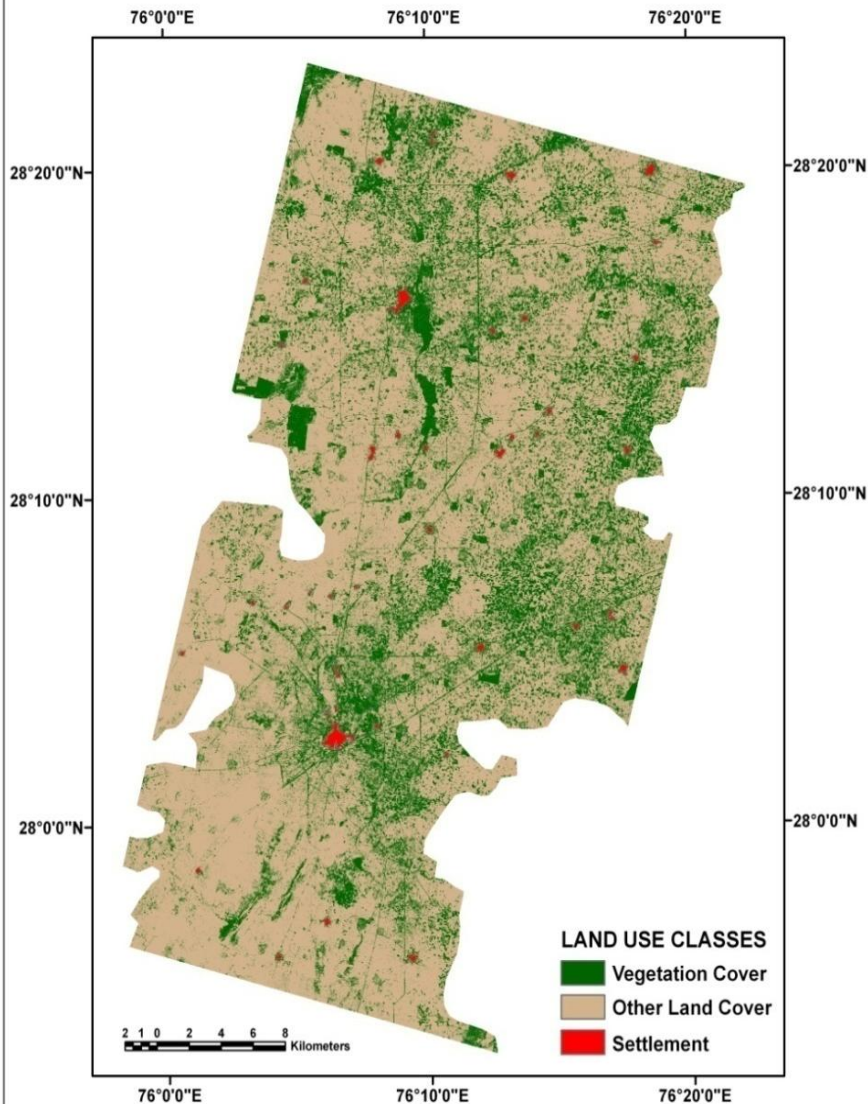 76°0'0"E 76°10'0"E 76°20'0"E
28°20'0"N 28°20'0"N
28°10'0"N 28°10'0"N
28°0'0"N 28°0'0"N
LAND USE CLASSES
Vegetation Cover
Other Land Cover
Settlement
2 1 0 2 4 6 8
Kilometers
76°0'0"E 76°10'0"E 76°20'0"E